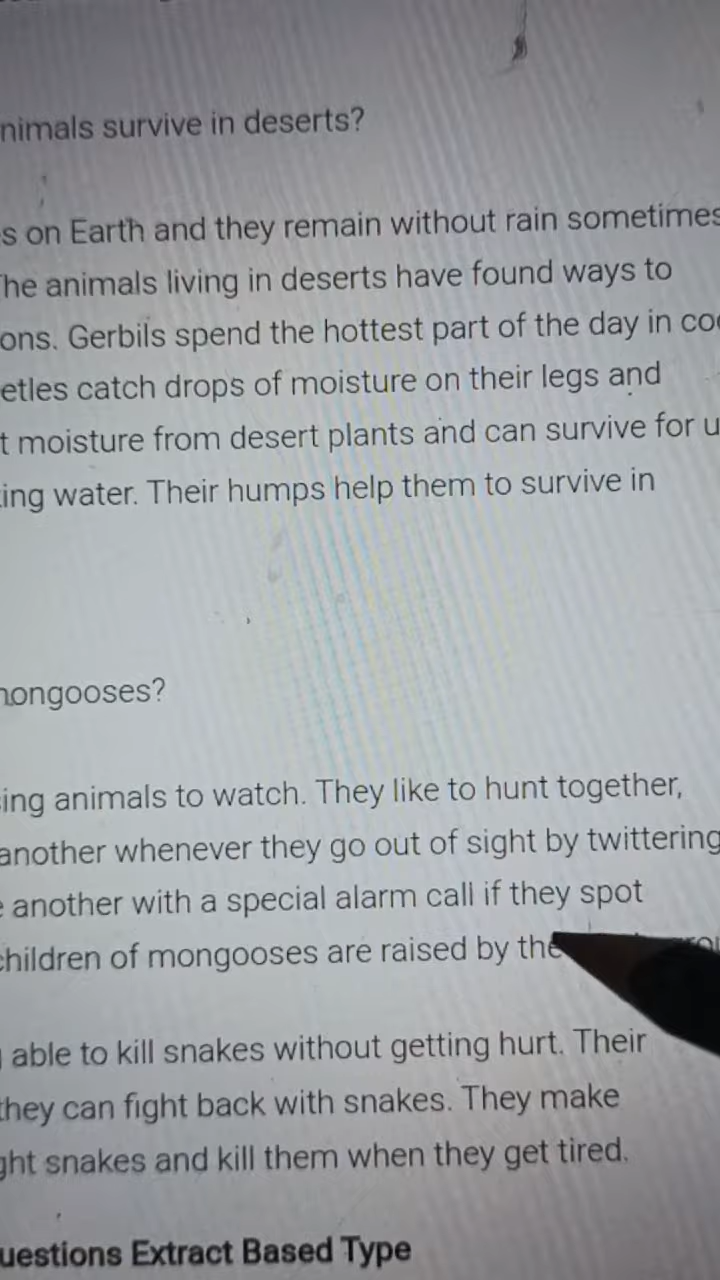 nimals survive in deserts?
s on Earth and they remain without rain sometimes
The animals living in deserts have found ways to
ons. Gerbils spend the hottest part of the day in coo
etles catch drops of moisture on their legs and
t moisture from desert plants and can survive for u
ing water. Their humps help them to survive in
mongooses?
ing animals to watch. They like to hunt together,
another whenever they go out of sight by twittering
e another with a special alarm call if they spot
children of mongooses are raised by the
able to kill snakes without getting hurt. Their
they can fight back with snakes. They make
ght snakes and kill them when they get tired.
uestions Extract Based Type